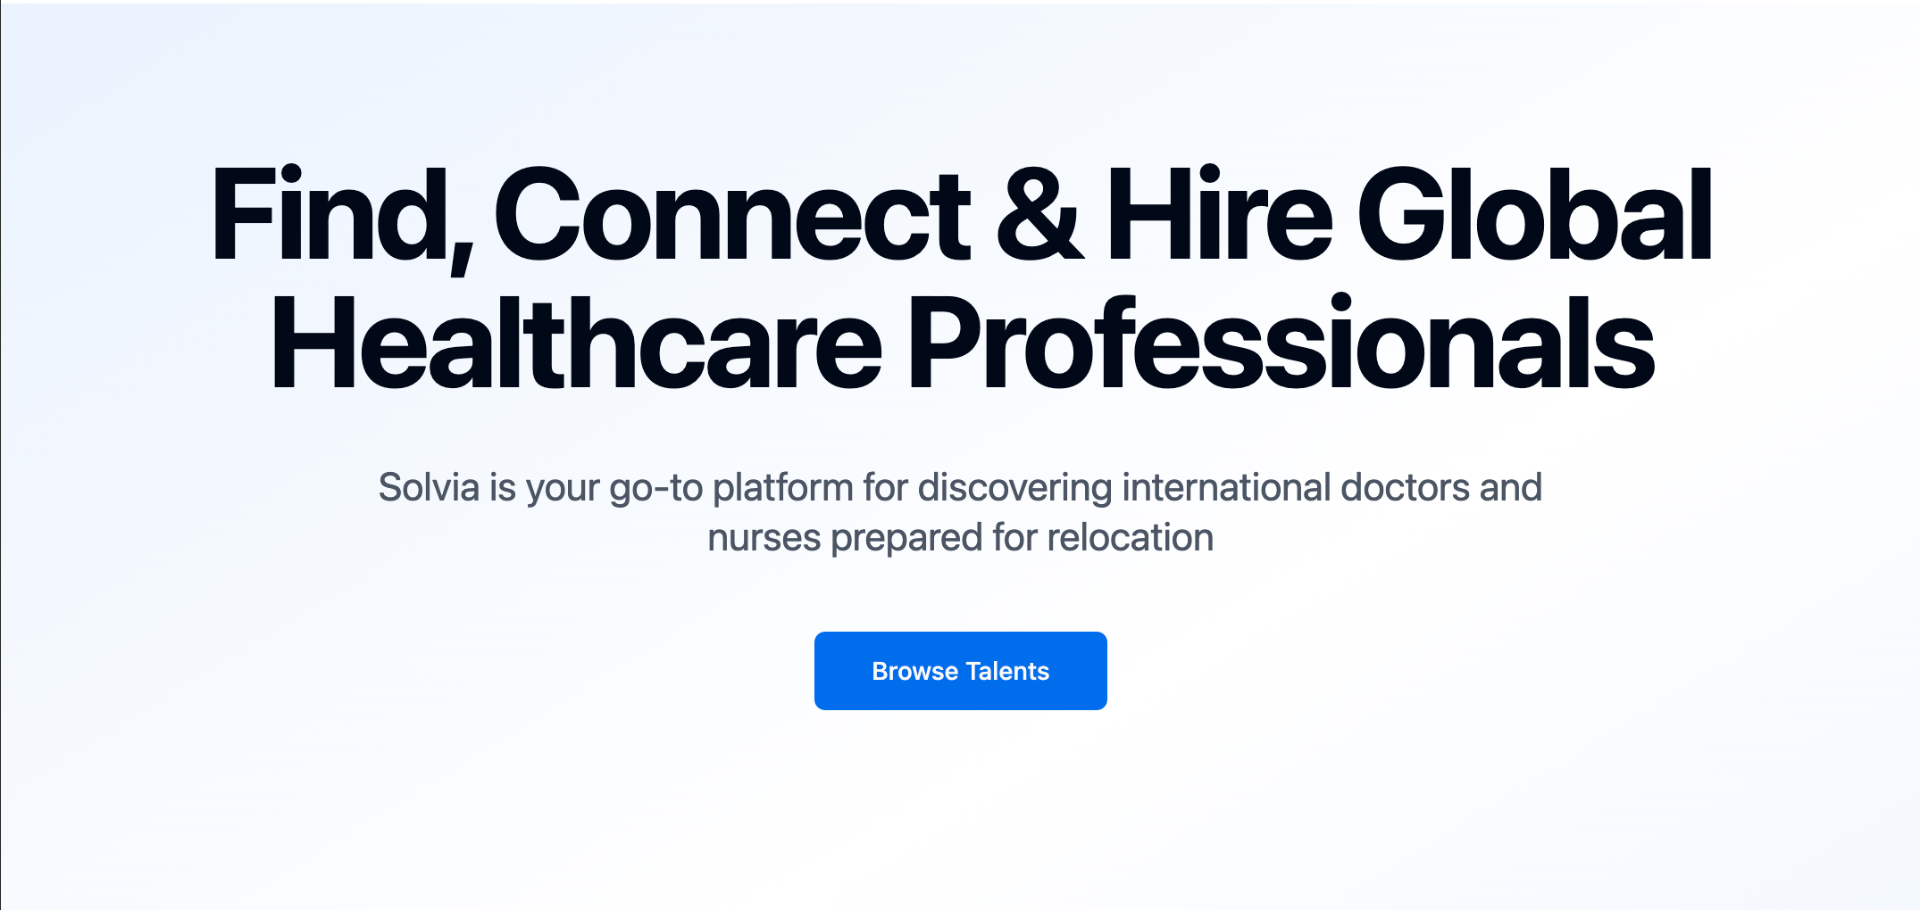 Find, Connect & Hire Global
Healthcare Professionals
Solvia is your go-to platform for discovering international doctors and
nurses prepared for relocation
Browse Talents